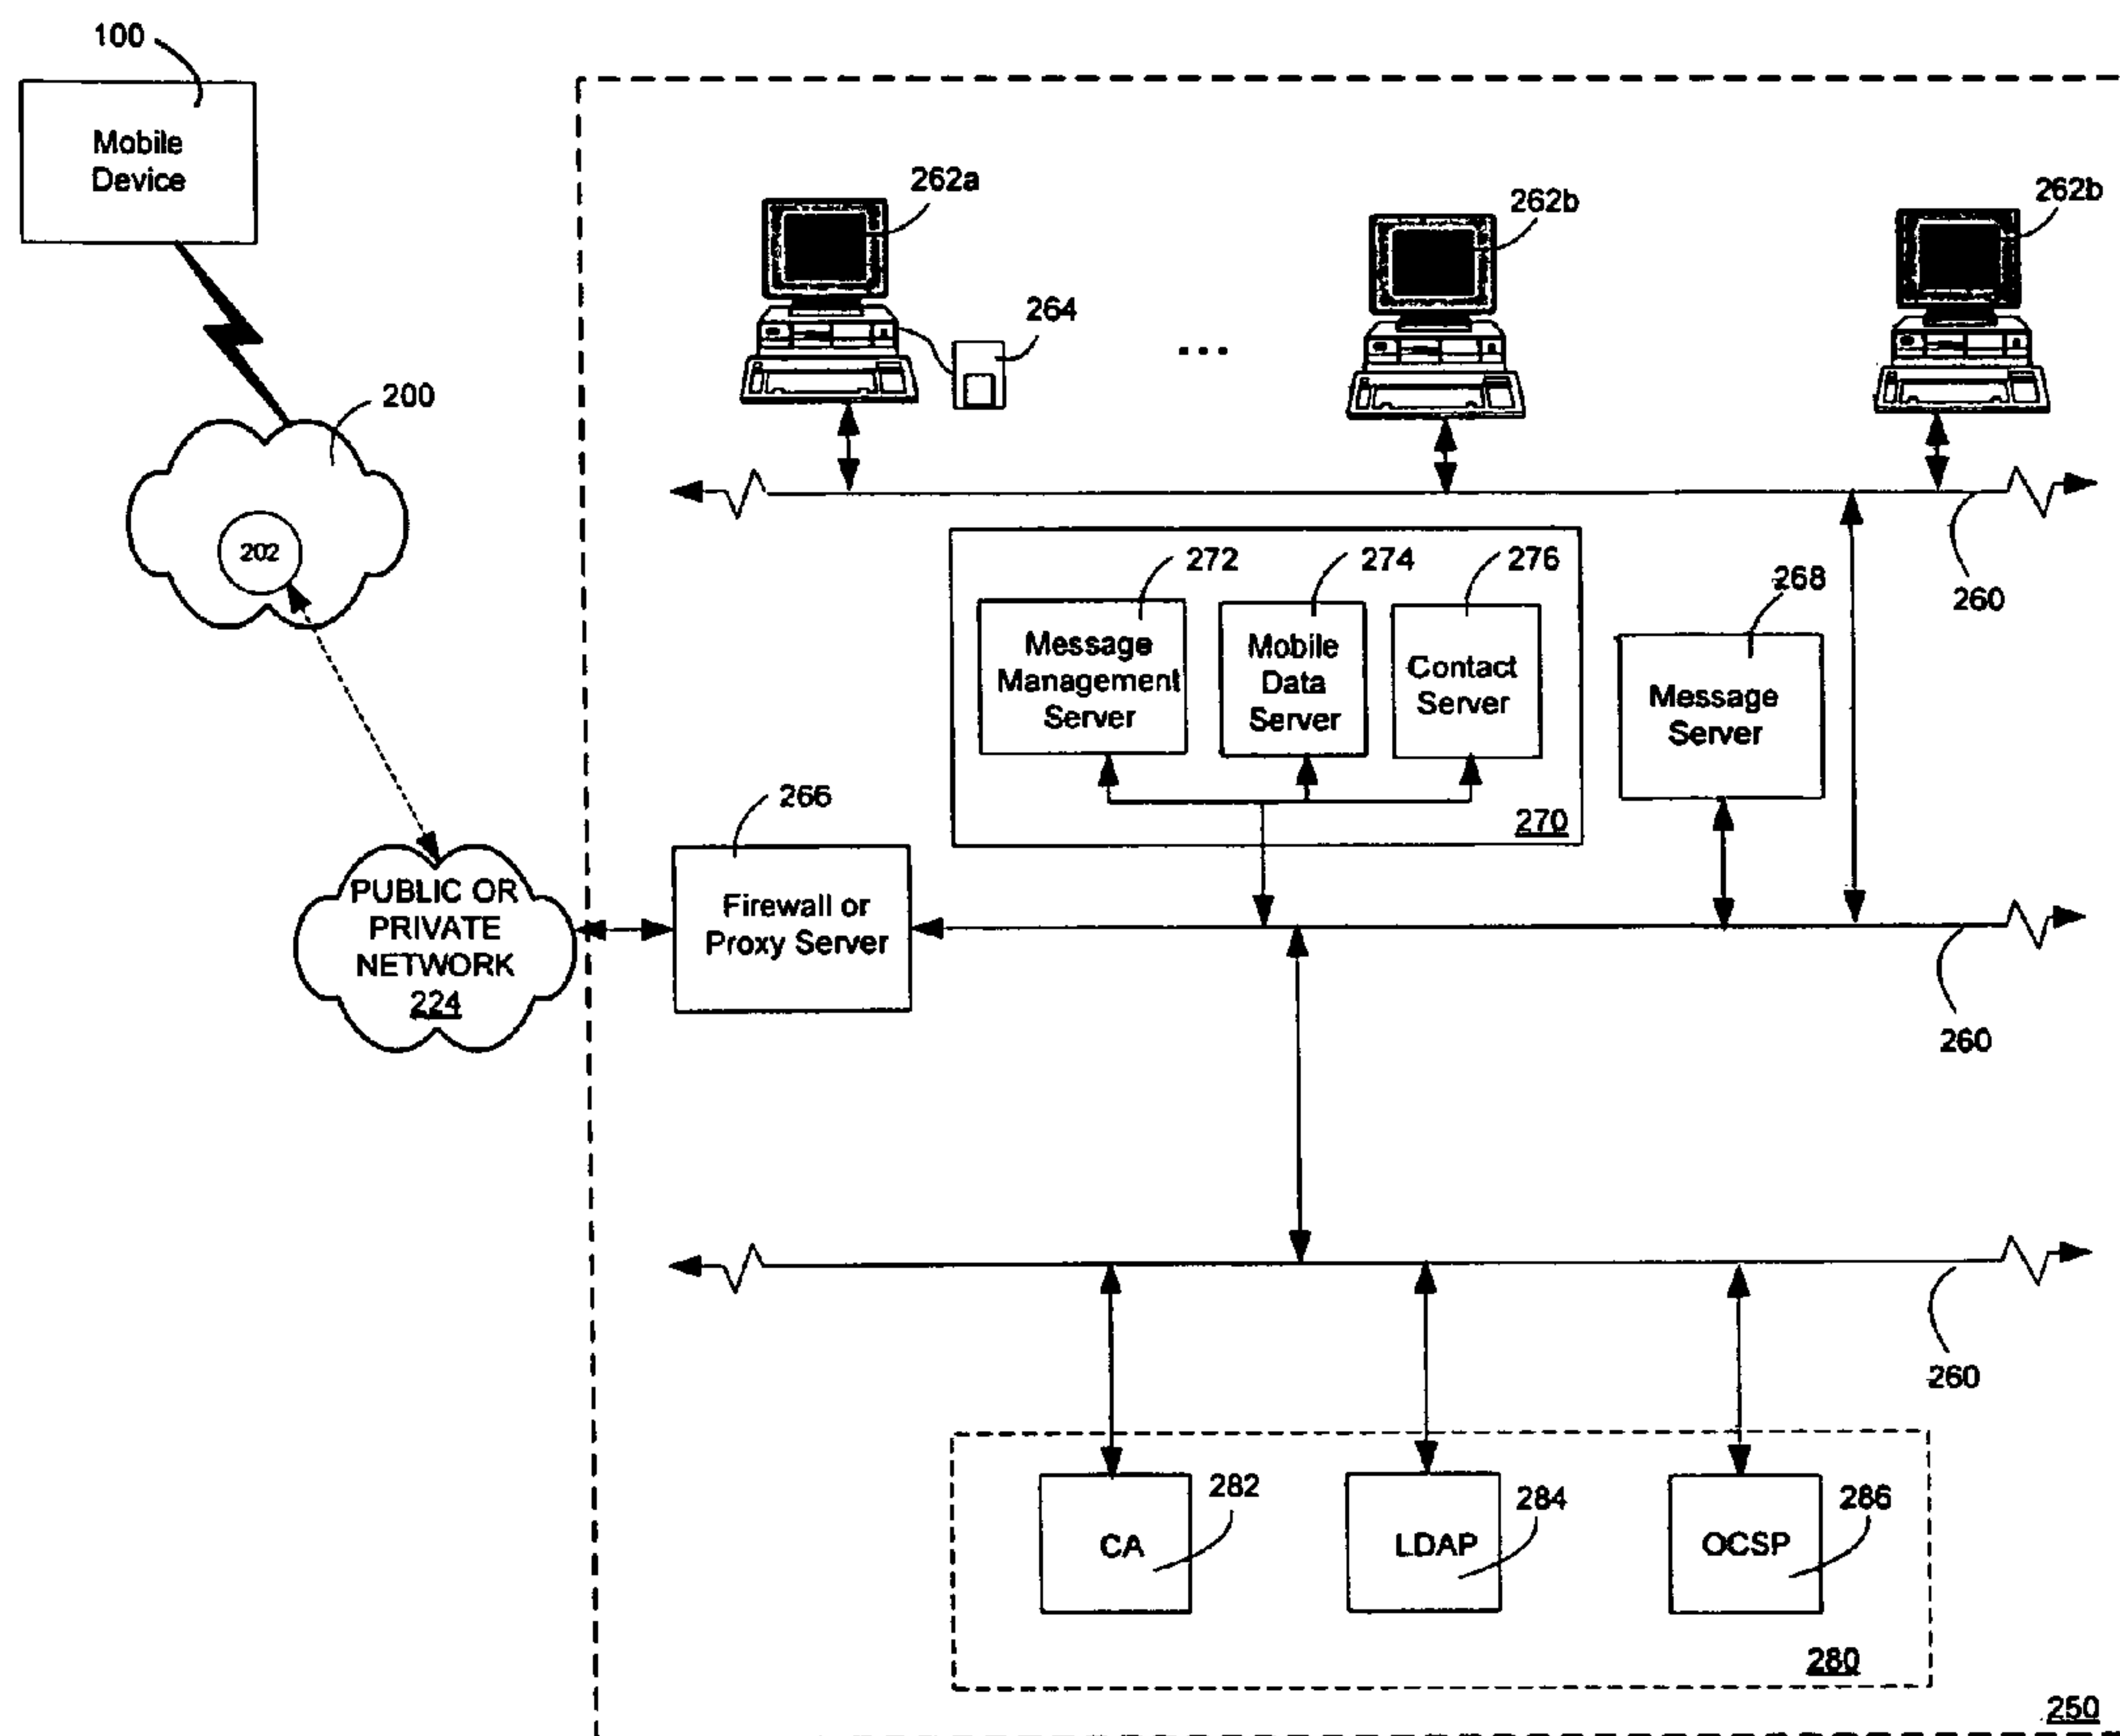 100
Mobile
Device
262a
262b
262b
264
...
200
202
260
272
274
276
268
Message
Management
Server
Mobile
Data
Server
Contact
Server
Message
Server
270
266
PUBLIC OR
PRIVATE
NETWORK
224
Firewall or
Proxy Server
260
260
282
284
286
CA
LDAP
OCSP
280
250